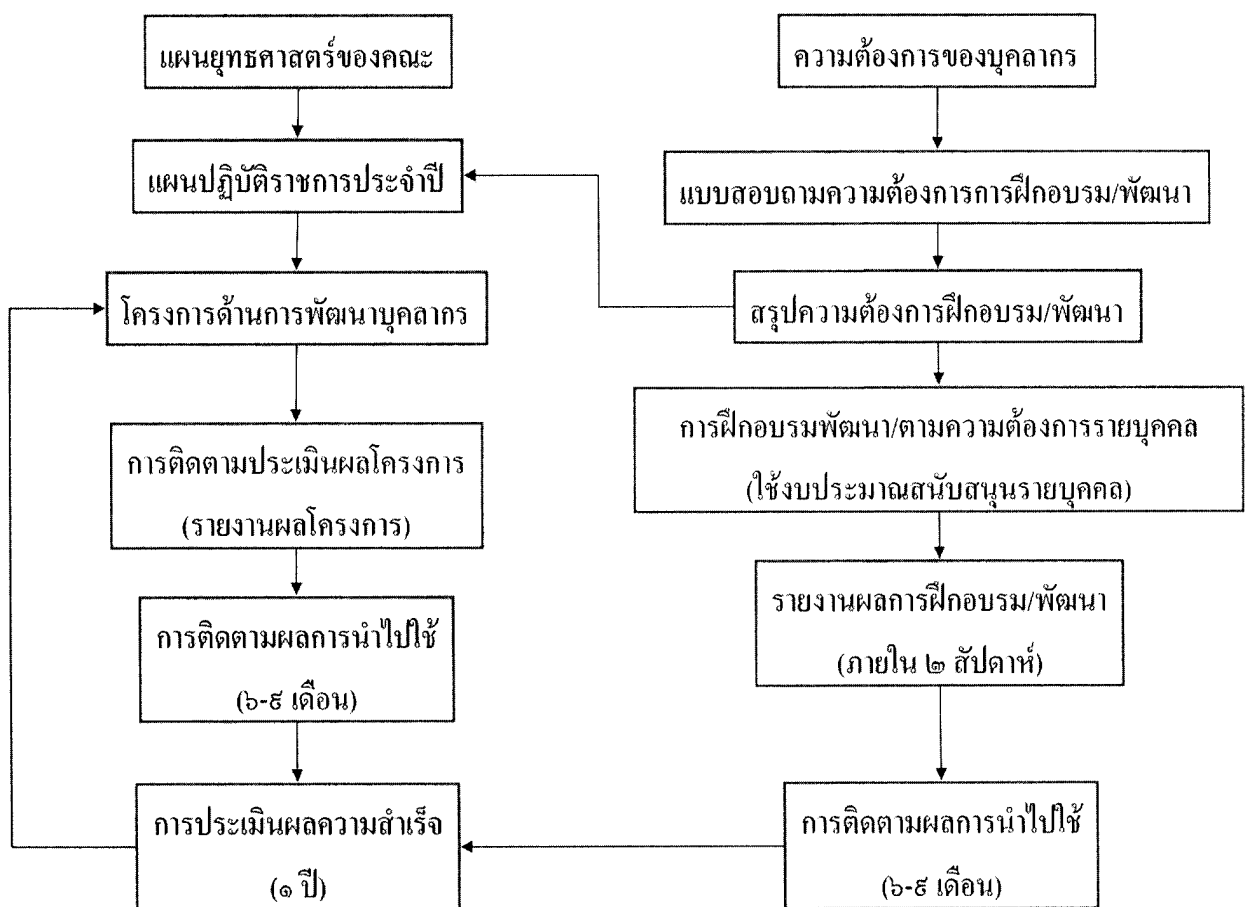 แผนยุทธศาสตร์ของคณะ
แผนปฏิบัติราชการประจำปี
โครงการด้านการพัฒนาบุคลากร
การติดตามประเมินผลโครงการ
(รายงานผลโครงการ)
การติดตามผลการนำไปใช้
(๖-๙ เดือน)
การประเมินผลความสำเร็จ
(๑ ปี)
ความต้องการของบุคลากร
แบบสอบถามความต้องการการฝึกอบรม/พัฒนา
สรุปความต้องการฝึกอบรม/พัฒนา
การฝึกอบรมพัฒนา/ตามความต้องการรายบุคคล
(ใช้งบประมาณสนับสนุนรายบุคคล)
รายงานผลการฝึกอบรม/พัฒนา
(ภายใน ๒ สัปดาห์)
การติดตามผลการนำไปใช้
(๖-๙ เดือน)